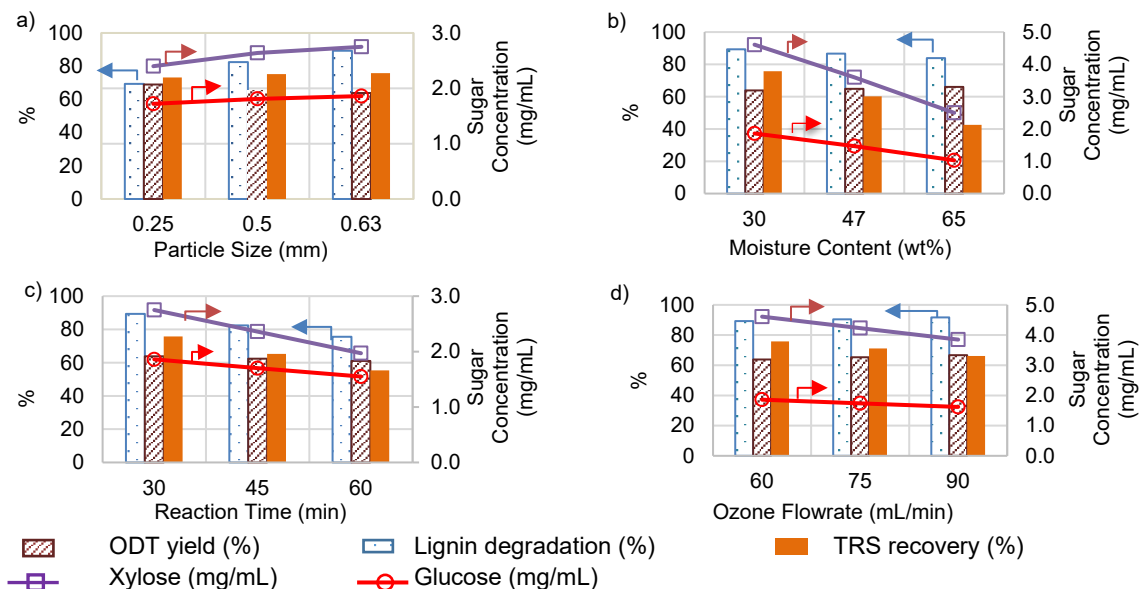 a)
100
80
60
40
20
0
%
3.0
2.0
1.0
0.0
Sugar
Concentration
(mg/mL)
0.25 0.5 0.63
Particle Size (mm)
b)
100
80
60
40
20
0
%
5.0
4.0
3.0
2.0
1.0
0.0
Sugar
Concentration
(mg/mL)
30 47 65
Moisture Content (wt%)
c)
100
80
60
40
20
0
%
3.0
2.0
1.0
0.0
Sugar
Concentration
(mg/mL)
30 45 60
Reaction Time (min)
d)
100
80
60
40
20
0
%
5.0
4.0
3.0
2.0
1.0
0.0
Sugar
Concentration
(mg/mL)
60 75 90
Ozone Flowrate (mL/min)
ODT yield (%) Lignin degradation (%) TRS recovery (%)
Xylose (mg/mL) Glucose (mg/mL)